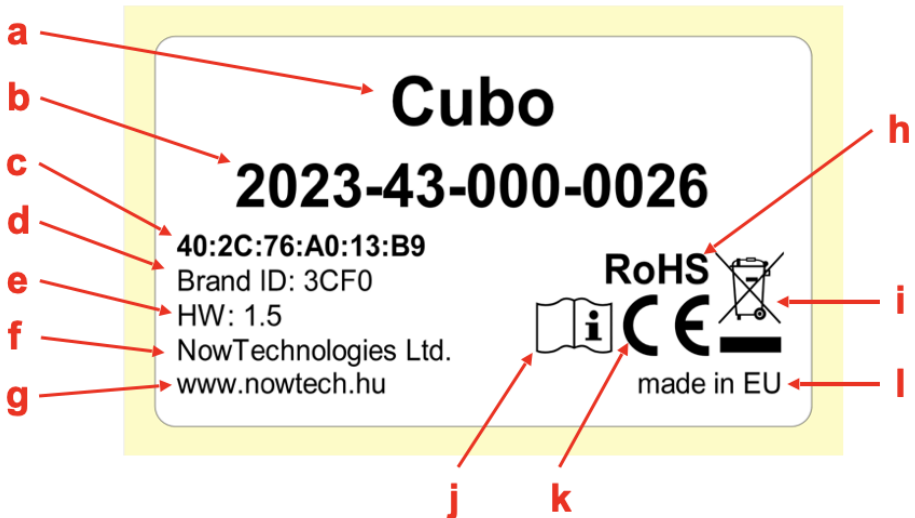 a
b
c
d
e
f
g
Cubo
2023-43-000-0026
40:2C:76:A0:13:B9
Brand ID: 3CF0
HW: 1.5
NowTechnologies Ltd.
www.nowtech.hu
RoHS
i
CE
made in EU
h
i
l
j
k